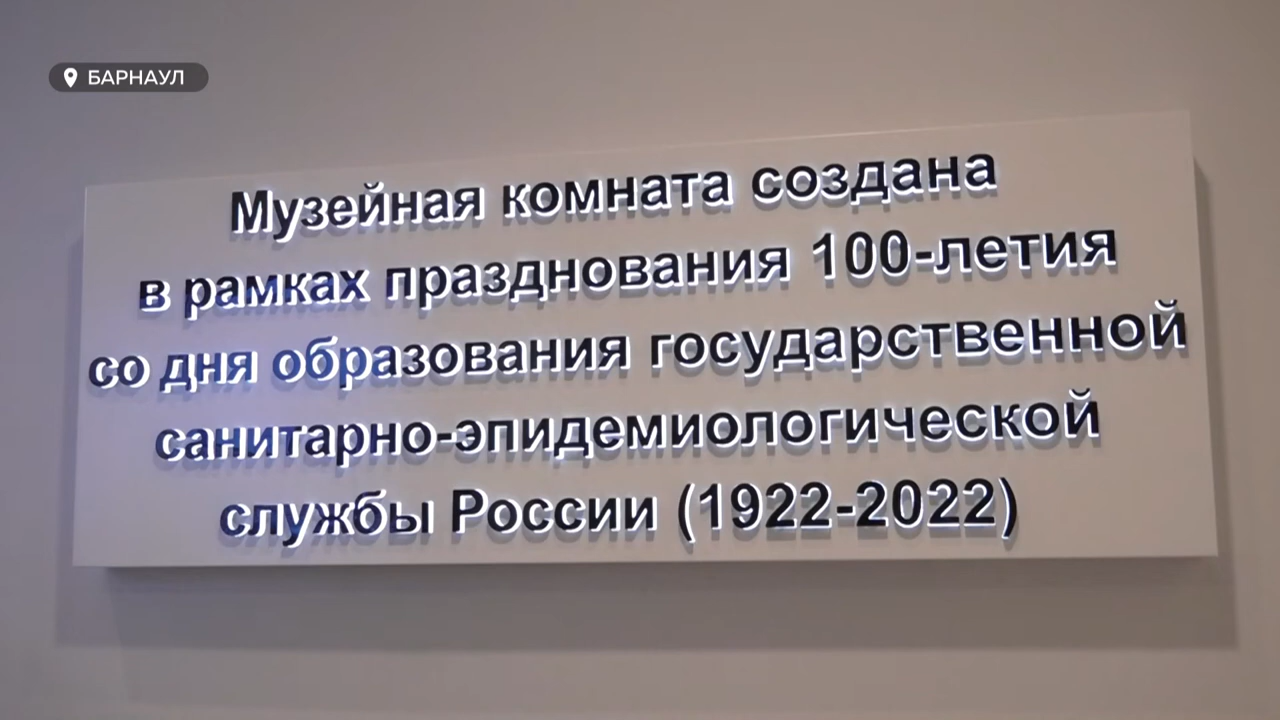 БАРНАУЛ
Музейная комната создана
в рамках празднования 100-летия
со дня образования государственной
санитарно-эпидемиологической
службы России (1922-2022)